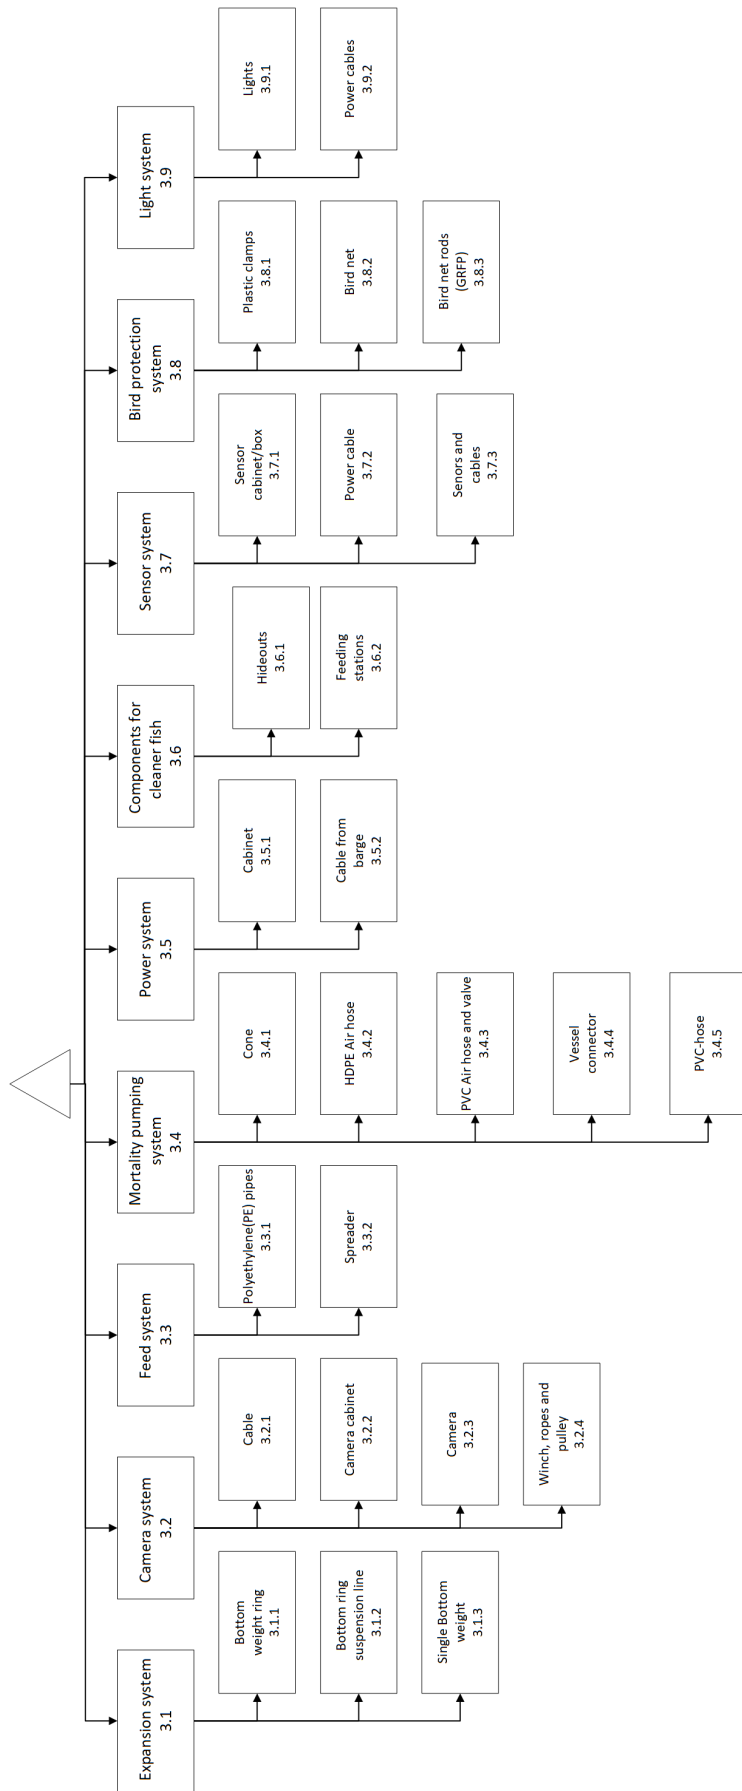 Expansion system
3.1
Bottom
weight ring
3.1.1
Bottom ring
suspension line
3.1.2
Single Bottom
weight
3.1.3
Camera system
3.2
Cable
3.2.1
Camera cabinet
3.2.2
Camera
3.2.3
Winch, ropes and
pulley
3.2.4
Feed system
3.3
Polyethylene(PE) pipes
3.3.1
Spreader
3.3.2
Mortality pumping
system
3.4
Cone
3.4.1
HDPE Air hose
3.4.2
PVC Air hose and valve
3.4.3
Vessel
connector
3.4.4
PVC-hose
3.4.5
Power system
3.5
Cabinet
3.5.1
Cable from
barge
3.5.2
Components for
cleaner fish
3.6
Hideouts
3.6.1
Feeding
stations
3.6.2
Sensor system
3.7
Sensor
cabinet/box
3.7.1
Power cable
3.7.2
Senors and
cables
3.7.3
Bird protection
system
3.8
Plastic clamps
3.8.1
Bird net
3.8.2
Bird net rods
(GRFP)
3.8.3
Light system
3.9
Lights
3.9.1
Power cables
3.9.2